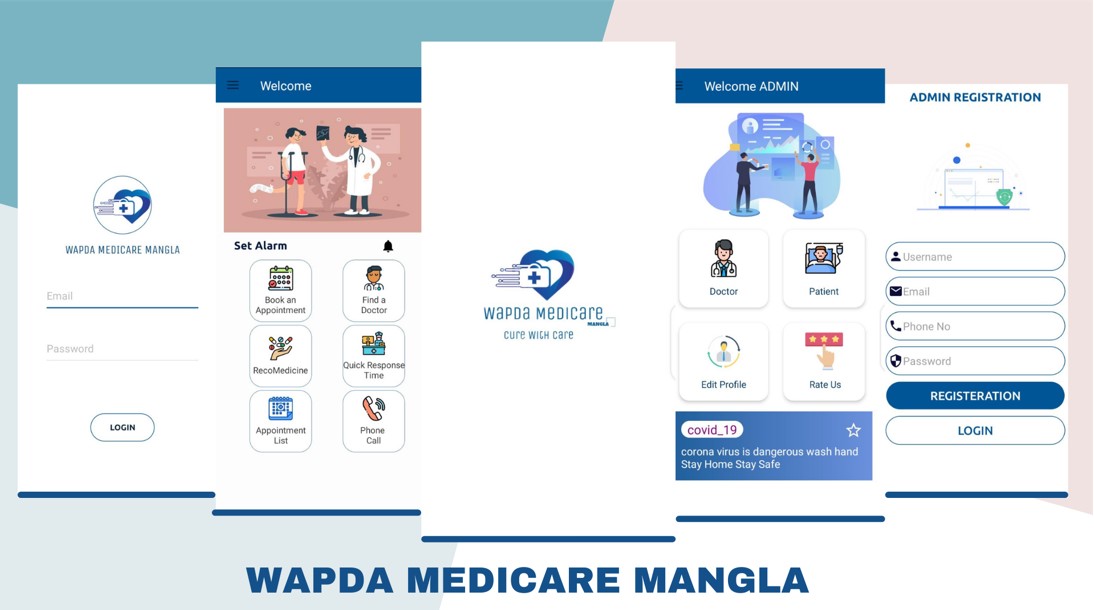 WAPDA MEDICARE MANGLA
Email
Password
LOGIN
Welcome
Set Alarm
Book an
Appointment
Find a
Doctor
RecoMedicine
Quick Response
Time
Appointment
List
Phone
Call
WAPDA MEDICARE
MANGLA
CURE WITH CARE
Welcome ADMIN
Doctor
Patient
Edit Profile
Rate Us
covid_19
corona virus is dangerous wash hand
Stay Home Stay Safe
ADMIN REGISTRATION
Username
Email
Phone No
Password
REGISTERATION
LOGIN
WAPDA MEDICARE MANGLA